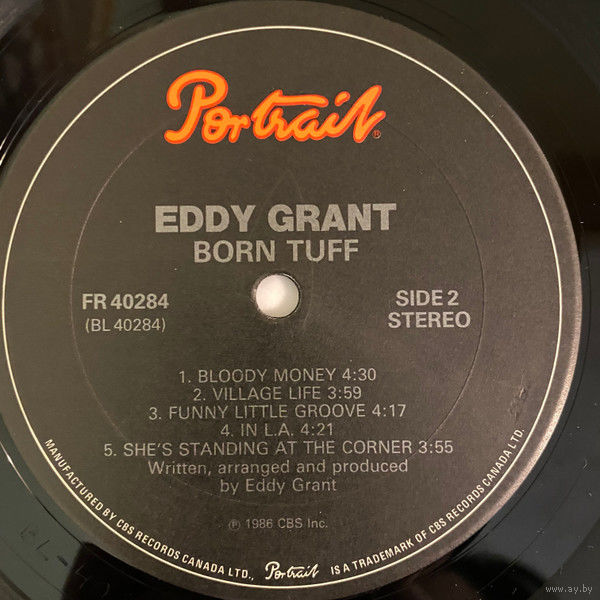 Portrait®
EDDY GRANT
BORN TUFF
FR 40284
(BL 40284)
SIDE 2
STEREO
1. BLOODY MONEY 4:30
2. VILLAGE LIFE 3:59
3. FUNNY LITTLE GROOVE 4:17
4. IN L.A. 4:21
5. SHE'S STANDING AT THE CORNER 3:55
Written, arranged and produced
by Eddy Grant
℗ 1986 CBS Inc.
MANUFACTURED BY CBS RECORDS CANADA LTD., Portrait IS A TRADEMARK OF CBS RECORDS CANADA LTD.
www.ay.by